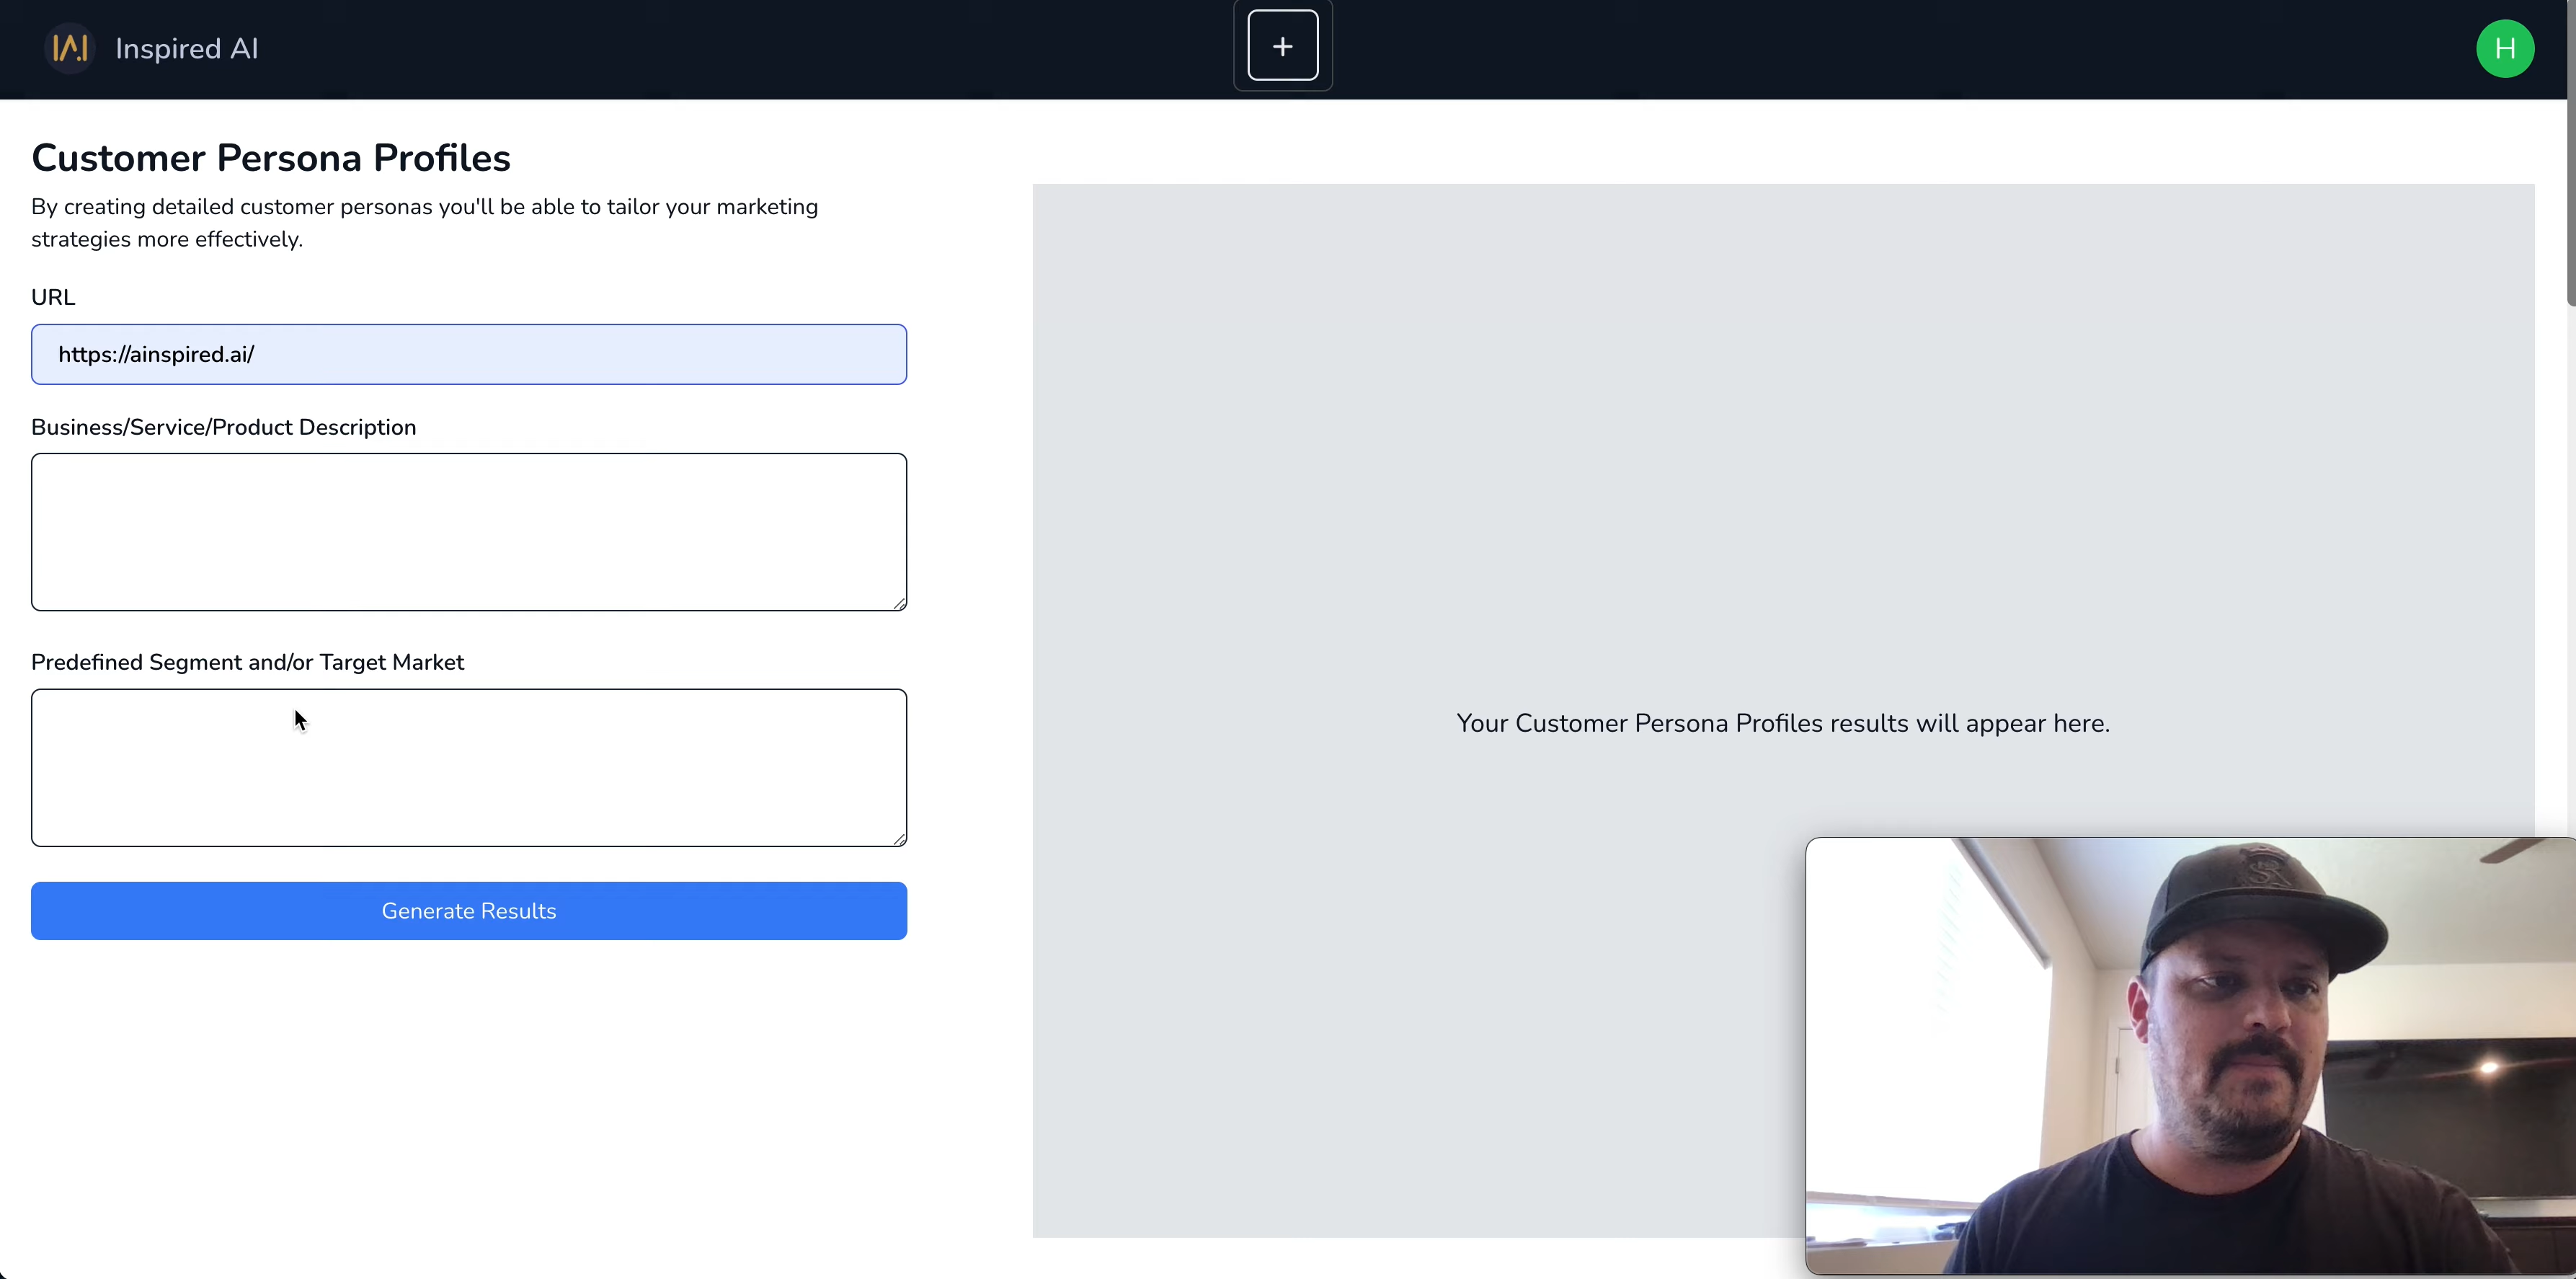 Inspired AI
+
H
Customer Persona Profiles
By creating detailed customer personas you'll be able to tailor your marketing
strategies more effectively.
URL
https://ainspired.ai/
Business/Service/Product Description
Predefined Segment and/or Target Market
Generate Results
Your Customer Persona Profiles results will appear here.